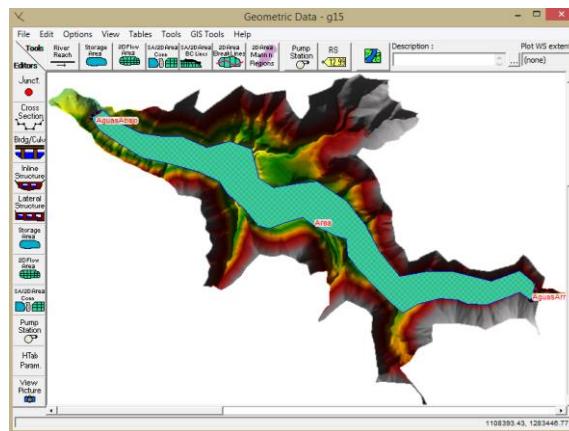 Geometric Data - g15
File Edit Options View Tables Tools GIS Tools Help
Tools
Editors
River Reach
Storage Area
2D Flow Area
SA/2D Area Conn
SA/2D Area BC Lines
2D Area BreakLines
2D Area Mann n Regions
Pump Station
RS
Description :
Plot WS extent
...
(none)
Junct.
Cross Section
Brdg/Culv
Inline Structure
Lateral Structure
Storage Area
2D Flow Area
SA/2D Area Conn
Pump Station
HTab Param.
View Picture
AguasAbajo
Area
AguasArr
1108393.43, 1283446.77